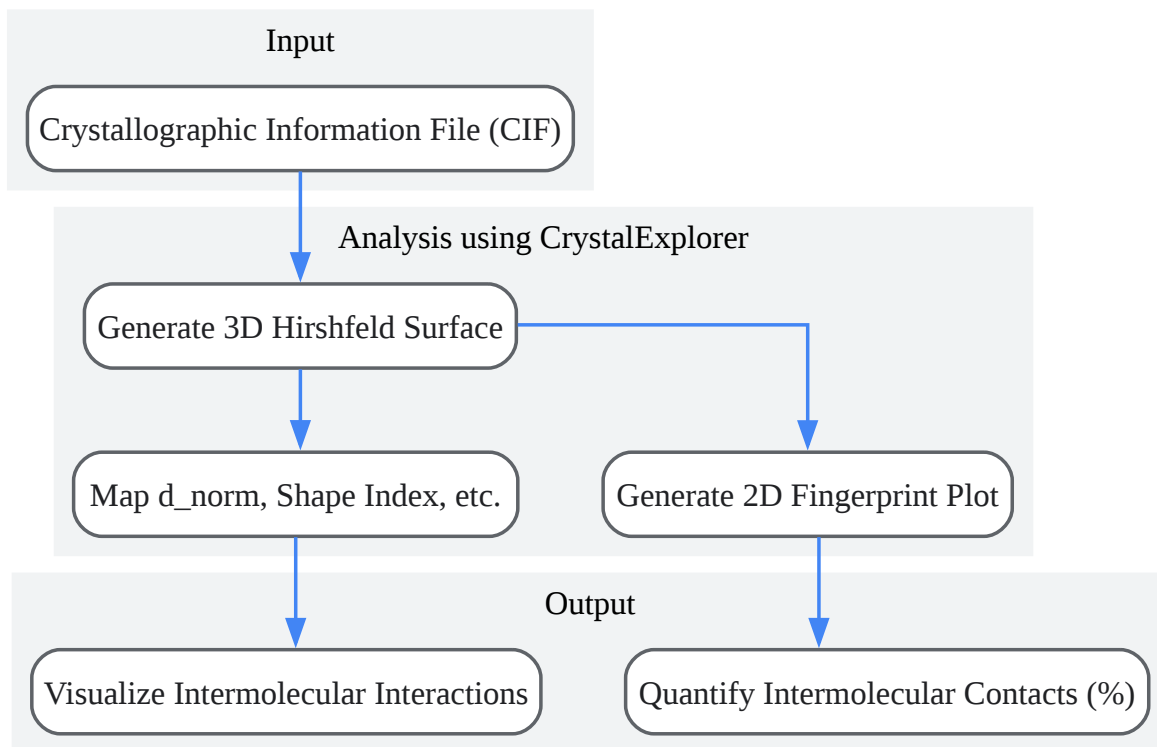 Input
Crystallographic Information File (CIF)
Analysis using CrystalExplorer
Generate 3D Hirshfeld Surface
Map d_norm, Shape Index, etc.
Generate 2D Fingerprint Plot
Output
Visualize Intermolecular Interactions
Quantify Intermolecular Contacts (%)